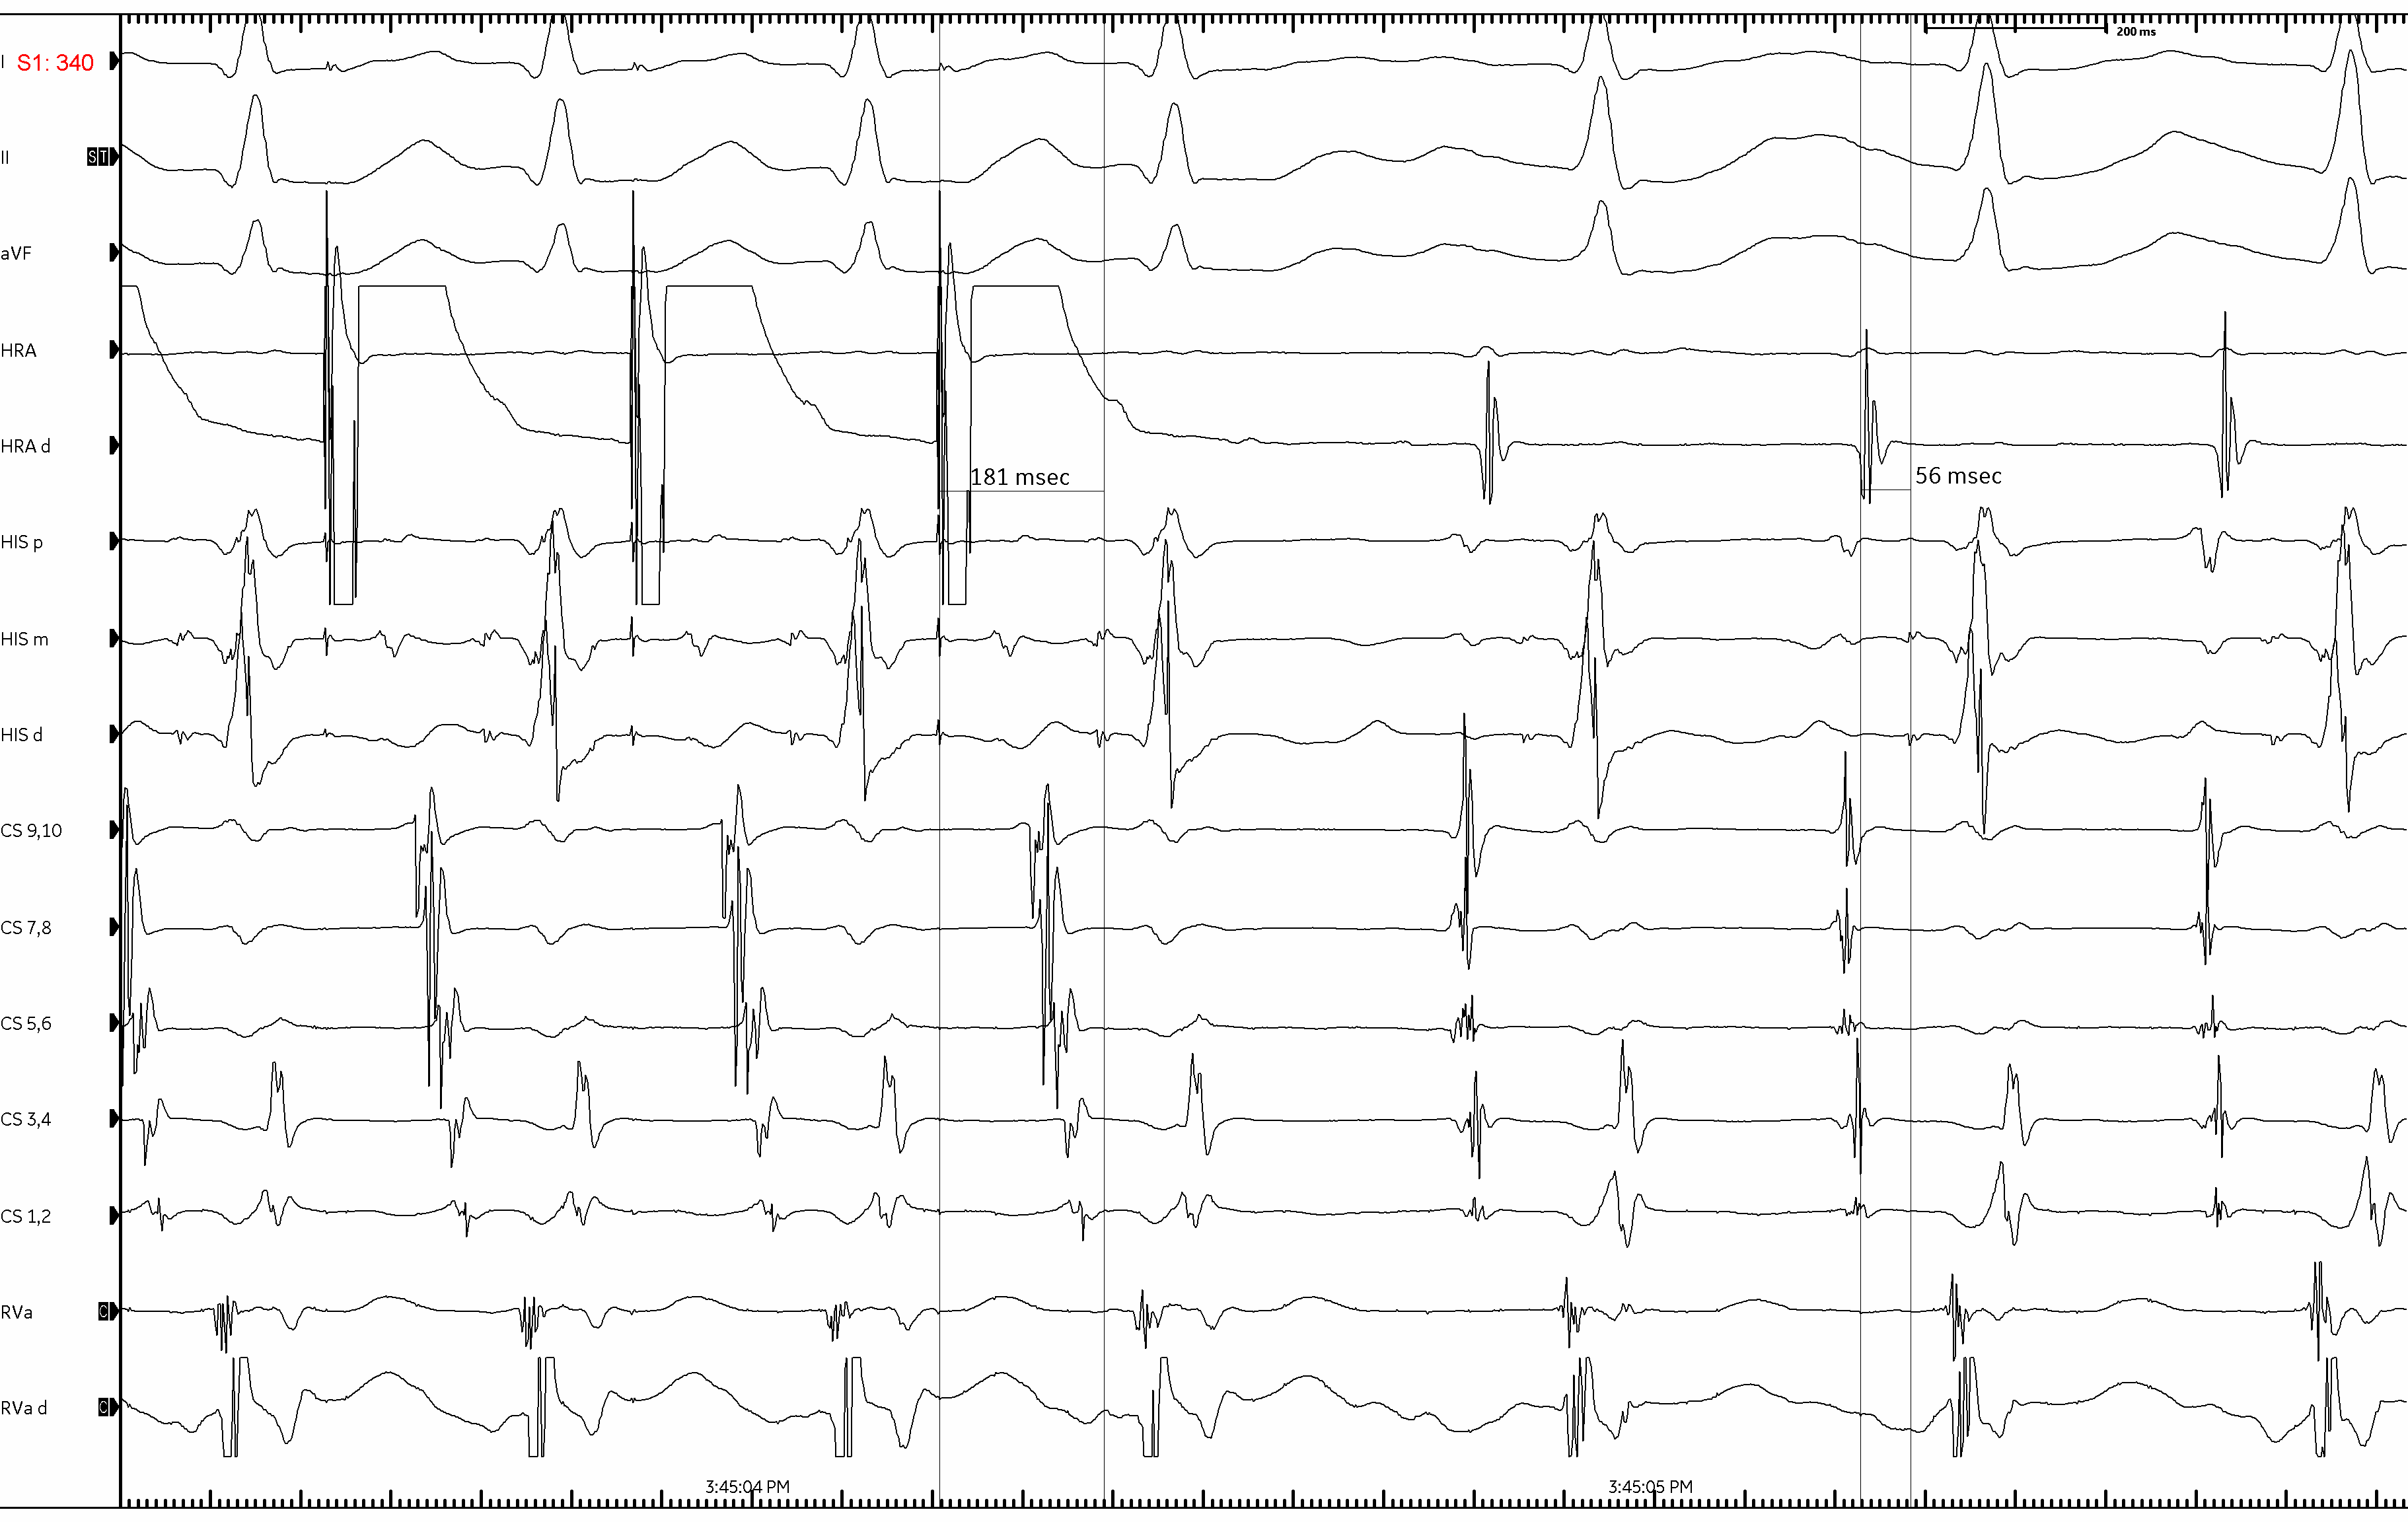 200 ms
I S1: 340
II ST
aVF
HRA
HRA d
181 msec
56 msec
HIS p
HIS m
HIS d
CS 9,10
CS 7,8
CS 5,6
CS 3,4
CS 1,2
RVa C
RVa d C
3:45:04 PM
3:45:05 PM